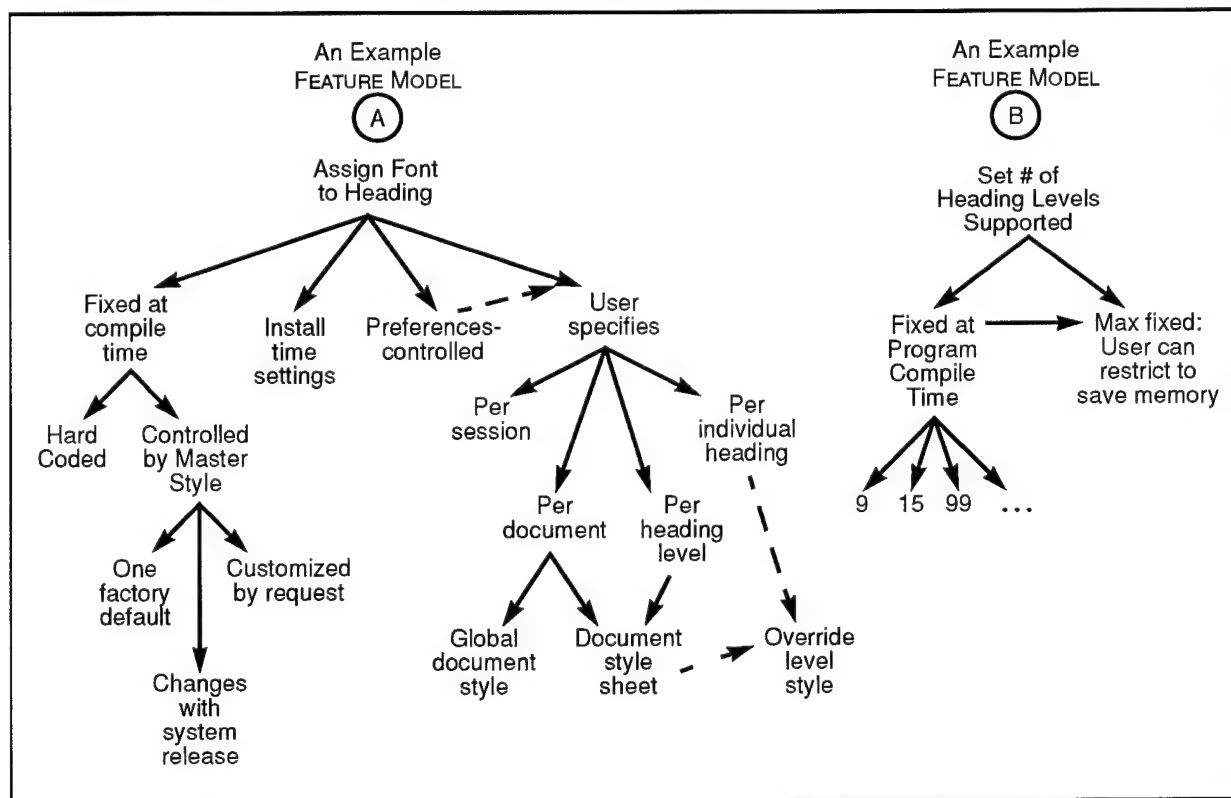 An Example
FEATURE MODEL
A
Assign Font
to Heading
Fixed at
compile
time
Install
time
settings
Preferences-
controlled
User
specifies
Hard
Coded
Controlled
by Master
Style
Per
session
Per
individual
heading
One
factory
default
Customized
by request
Per
document
Per
heading
level
Changes
with
system
release
Global
document
style
Document
style
sheet
Override
level
style
An Example
FEATURE MODEL
B
Set # of
Heading Levels
Supported
Fixed at
Program
Compile
Time
Max fixed:
User can
restrict to
save memory
9 15 99 ...